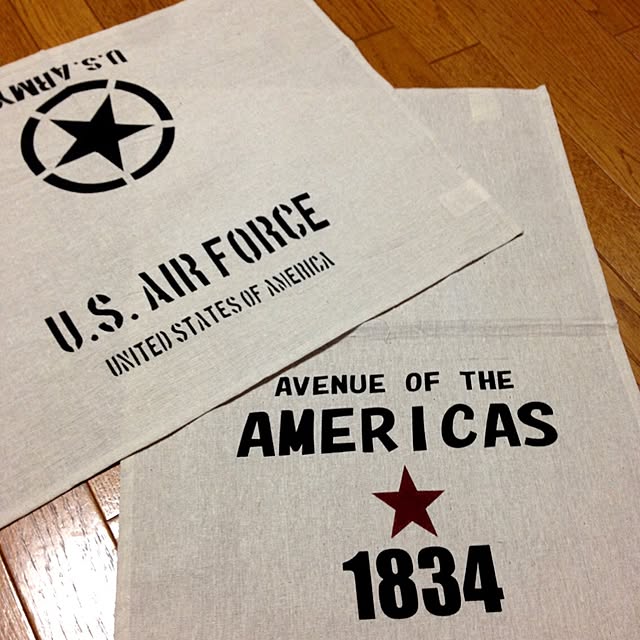 U.S. ARMY
U.S. AIR FORCE
UNITED STATES OF AMERICA
AVENUE OF THE
AMERICAS
1834